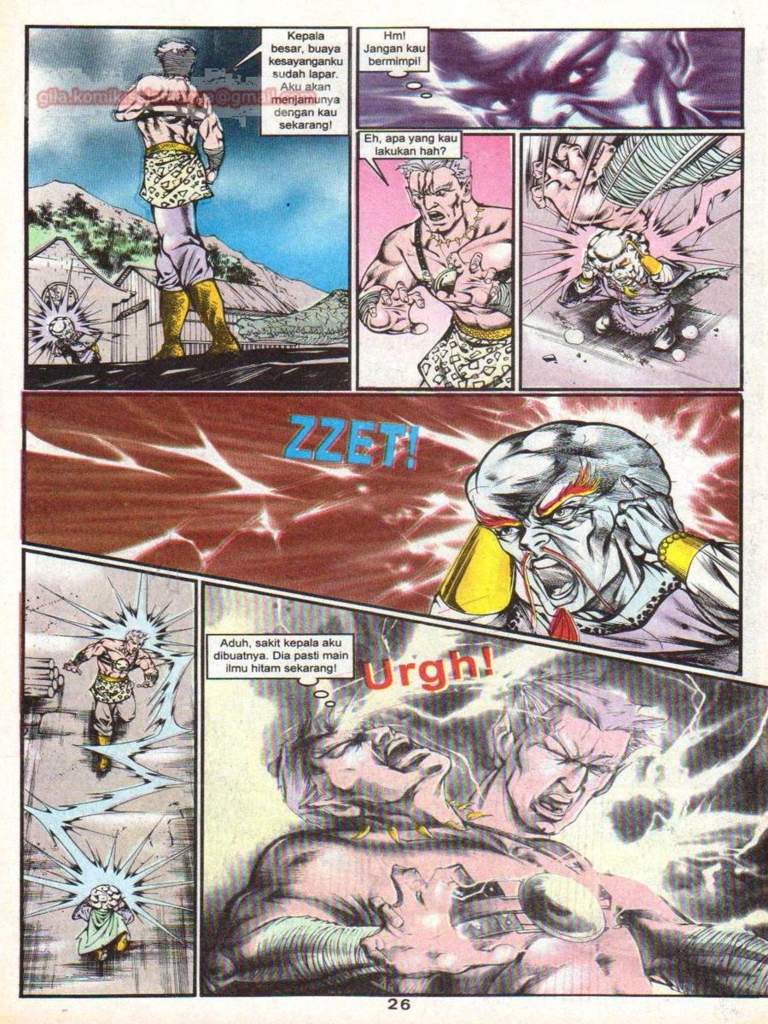 Kepala
besar, buaya
kesayanganku
sudah lapar.
Aku akan
menjamunya
dengan kau
sekarang!
Hm!
Jangan kau
bermimpi!
Eh, apa yang kau
lakukan hah?
ZZET!
Aduh, sakit kepala aku
dibuatnya. Dia pasti main
ilmu hitam sekarang!
Urgh!
26